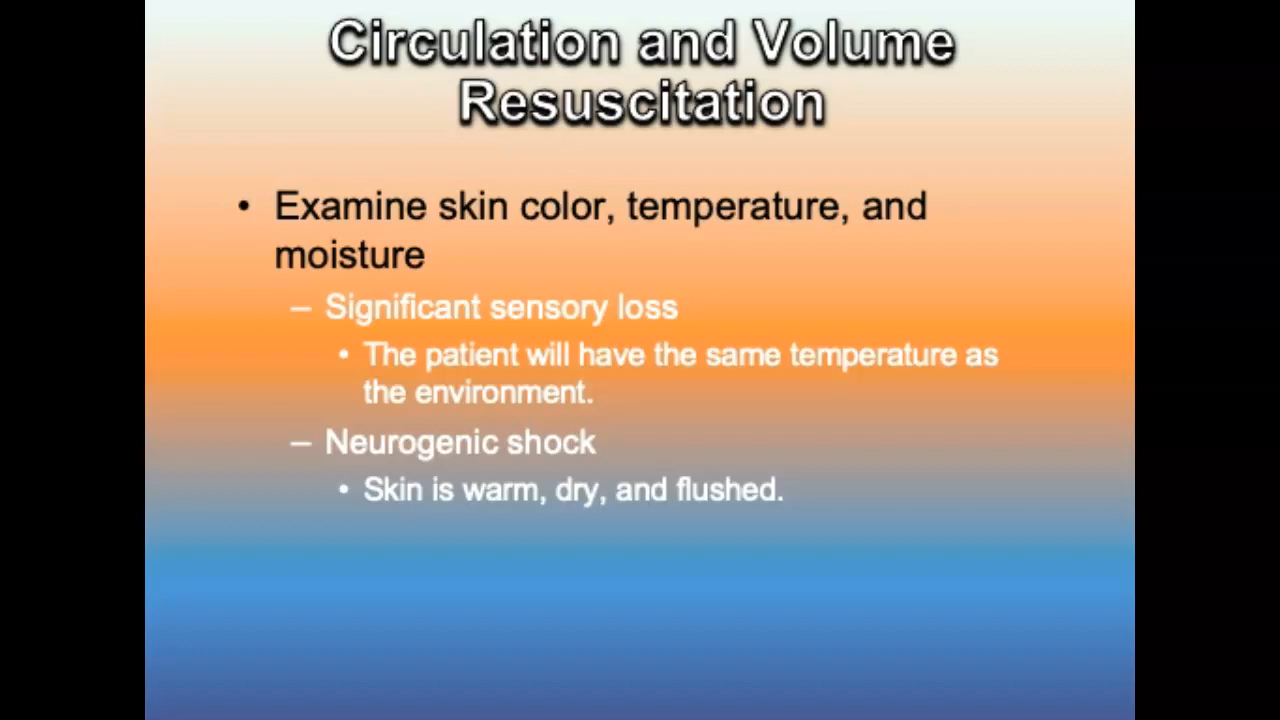 Circulation and Volume
Resuscitation
• Examine skin color, temperature, and
moisture
– Significant sensory loss
• The patient will have the same temperature as
the environment.
– Neurogenic shock
• Skin is warm, dry, and flushed.